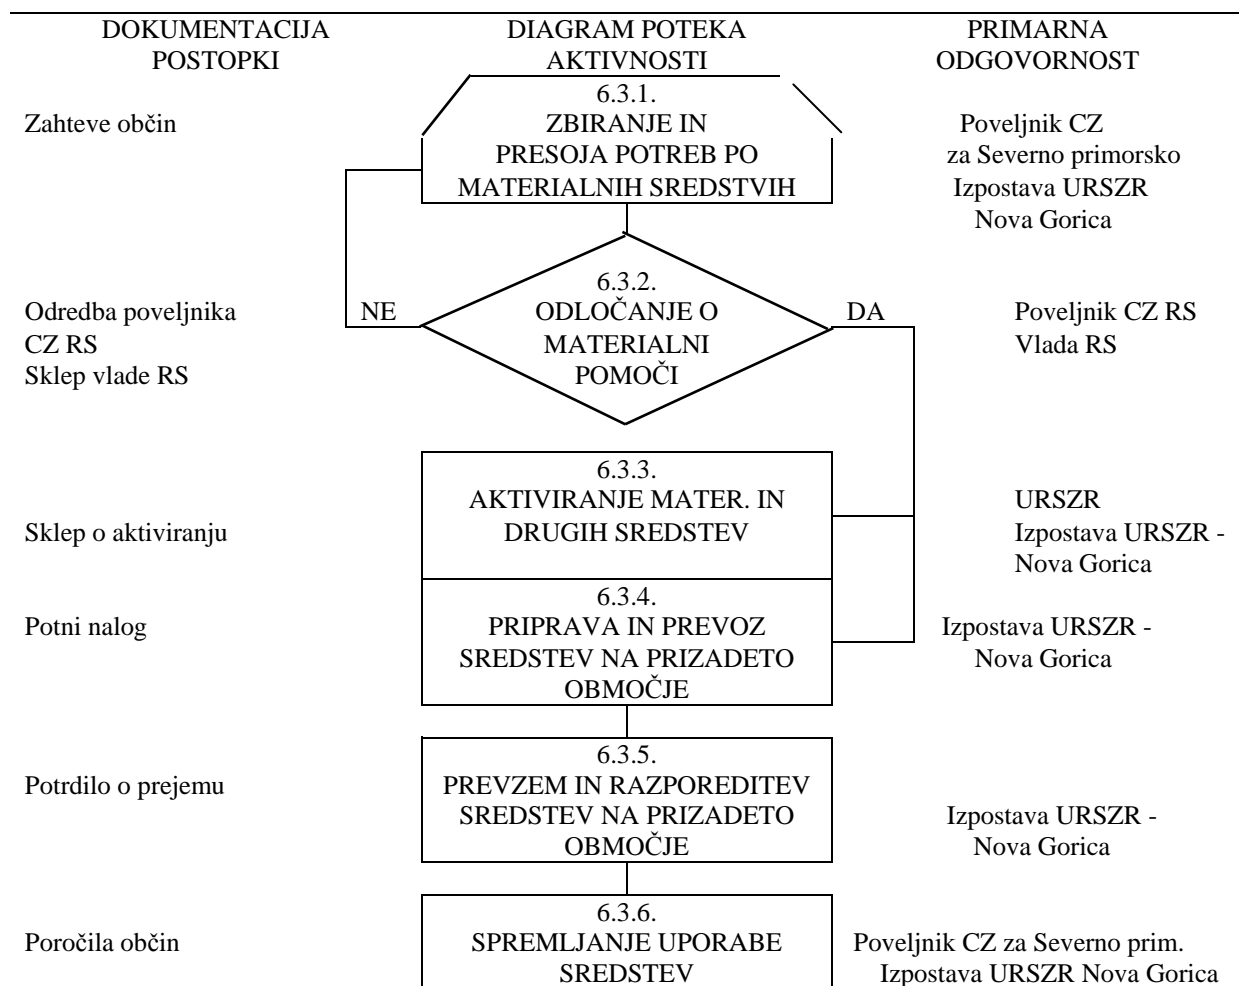 DOKUMENTACIJA DIAGRAM POTEKA PRIMARNA
POSTOPKI AKTIVNOSTI ODGOVORNOST
6.3.1.
Zahteve občin ZBIRANJE IN Poveljnik CZ
PRESOJA POTREB PO za Severno primorsko
MATERIALNIH SREDSTVIH Izpostava URSZR
Nova Gorica
6.3.2.
Odredba poveljnika NE ODLOČANJE O DA Poveljnik CZ RS
CZ RS MATERIALNI Vlada RS
Sklep vlade RS POMOČI
6.3.3.
AKTIVIRANJE MATER. IN URSZR
Sklep o aktiviranju DRUGIH SREDSTEV Izpostava URSZR -
Nova Gorica
6.3.4.
Potni nalog PRIPRAVA IN PREVOZ Izpostava URSZR -
SREDSTEV NA PRIZADETO Nova Gorica
OBMOČJE
6.3.5.
Potrdilo o prejemu PREVZEM IN RAZPOREDITEV
SREDSTEV NA PRIZADETO Izpostava URSZR -
OBMOČJE Nova Gorica
6.3.6.
Poročila občin SPREMLJANJE UPORABE Poveljnik CZ za Severno prim.
SREDSTEV Izpostava URSZR Nova Gorica